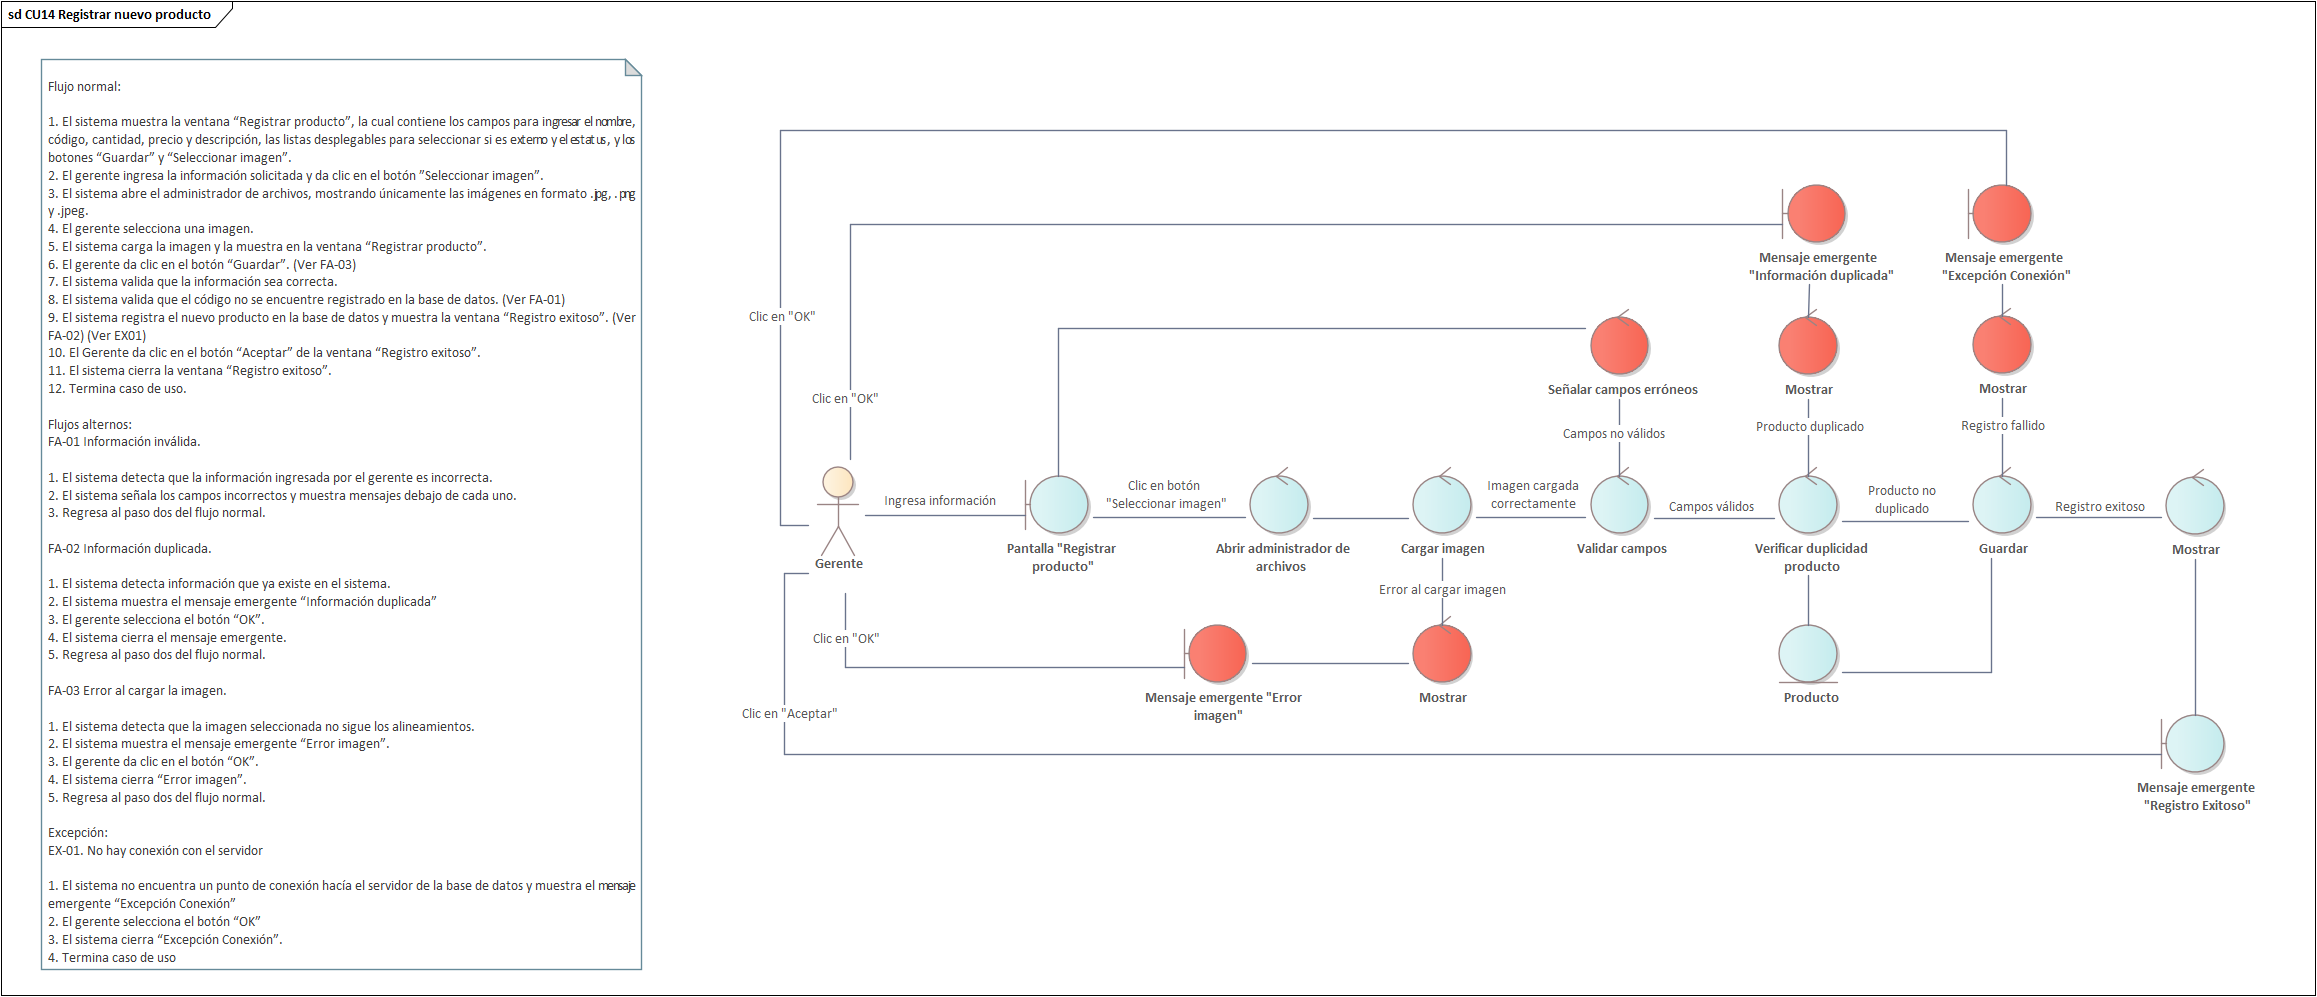 sd CU14 Registrar nuevo producto
Flujo normal:
1. El sistema muestra la ventana “Registrar producto”, la cual contiene los campos para ingresar el nombre,
código, cantidad, precio y descripción, las listas desplegables para seleccionar si es externo y el estatus, y los
botones “Guardar” y “Seleccionar imagen”.
2. El gerente ingresa la información solicitada y da clic en el botón ”Seleccionar imagen”.
3. El sistema abre el administrador de archivos, mostrando únicamente las imágenes en formato .jpg, .png
y .jpeg.
4. El gerente selecciona una imagen.
5. El sistema carga la imagen y la muestra en la ventana “Registrar producto”.
6. El gerente da clic en el botón “Guardar”. (Ver FA-03)
7. El sistema valida que la información sea correcta.
8. El sistema valida que el código no se encuentre registrado en la base de datos. (Ver FA-01)
9. El sistema registra el nuevo producto en la base de datos y muestra la ventana “Registro exitoso”. (Ver
FA-02) (Ver EX01)
10. El Gerente da clic en el botón “Aceptar” de la ventana “Registro exitoso”.
11. El sistema cierra la ventana “Registro exitoso”.
12. Termina caso de uso.
Flujos alternos:
FA-01 Información inválida.
1. El sistema detecta que la información ingresada por el gerente es incorrecta.
2. El sistema señala los campos incorrectos y muestra mensajes debajo de cada uno.
3. Regresa al paso dos del flujo normal.
FA-02 Información duplicada.
1. El sistema detecta información que ya existe en el sistema.
2. El sistema muestra el mensaje emergente “Información duplicada”
3. El gerente selecciona el botón “OK”.
4. El sistema cierra el mensaje emergente.
5. Regresa al paso dos del flujo normal.
FA-03 Error al cargar la imagen.
1. El sistema detecta que la imagen seleccionada no sigue los alineamientos.
2. El sistema muestra el mensaje emergente “Error imagen”.
3. El gerente da clic en el botón “OK”.
4. El sistema cierra “Error imagen”.
5. Regresa al paso dos del flujo normal.
Excepción:
EX-01. No hay conexión con el servidor
1. El sistema no encuentra un punto de conexión hacía el servidor de la base de datos y muestra el mensaje
emergente “Excepción Conexión”
2. El gerente selecciona el botón “OK”
3. El sistema cierra “Excepción Conexión”.
4. Termina caso de uso
Mensaje emergente
"Información duplicada"
Mensaje emergente
"Excepción Conexión"
Clic en "OK"
Clic en "OK"
Señalar campos erróneos
Mostrar
Mostrar
Campos no válidos
Producto duplicado
Registro fallido
Gerente
Ingresa información
Pantalla "Registrar
producto"
Clic en botón
"Seleccionar imagen"
Abrir administrador de
archivos
Cargar imagen
Imagen cargada
correctamente
Validar campos
Campos válidos
Verificar duplicidad
producto
Producto no
duplicado
Guardar
Registro exitoso
Mostrar
Error al cargar imagen
Clic en "OK"
Mensaje emergente "Error
imagen"
Mostrar
Producto
Clic en "Aceptar"
Mensaje emergente
"Registro Exitoso"